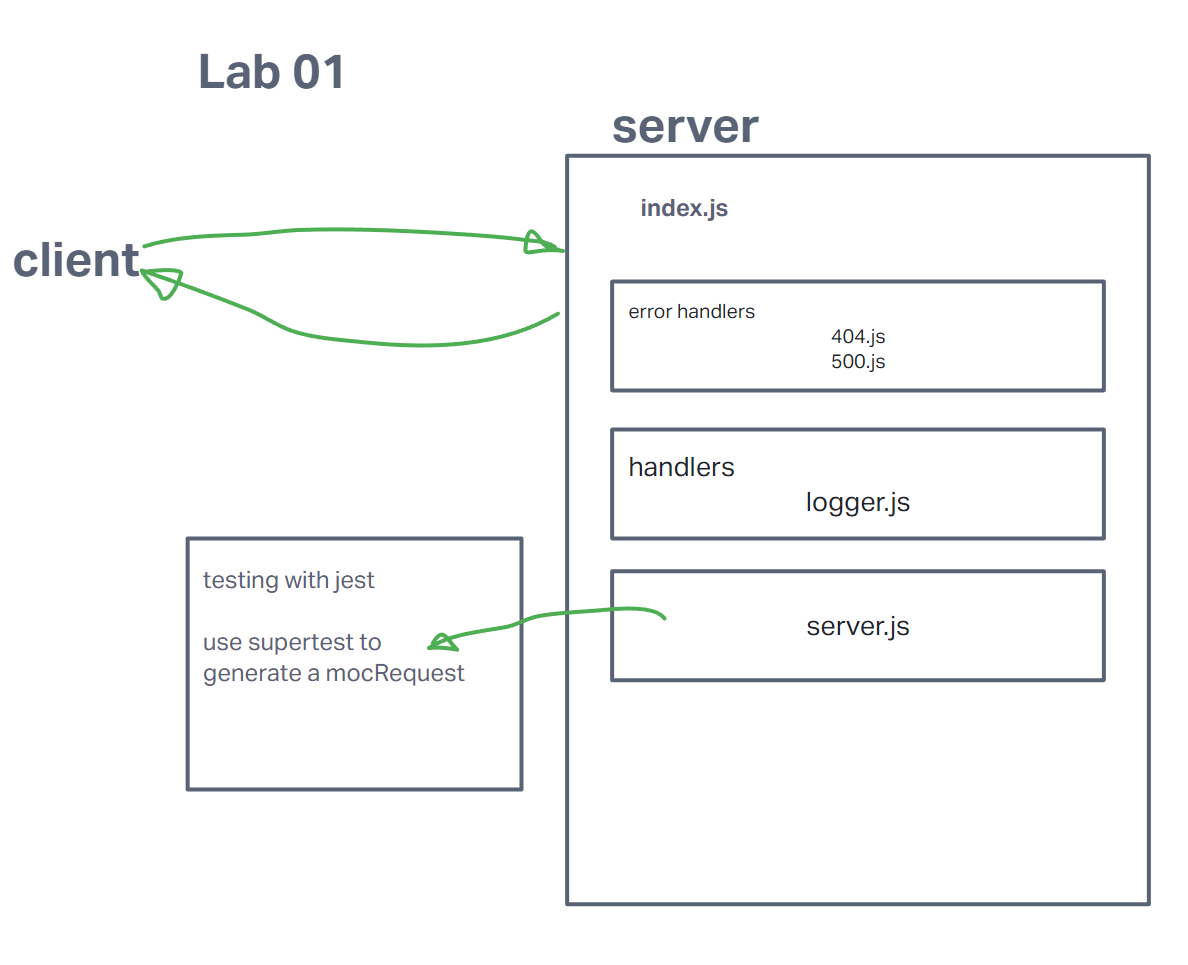 Lab 01
server
index.js
client
error handlers
404.js
500.js
handlers
logger.js
testing with jest
use supertest to
generate a mocRequest
server.js